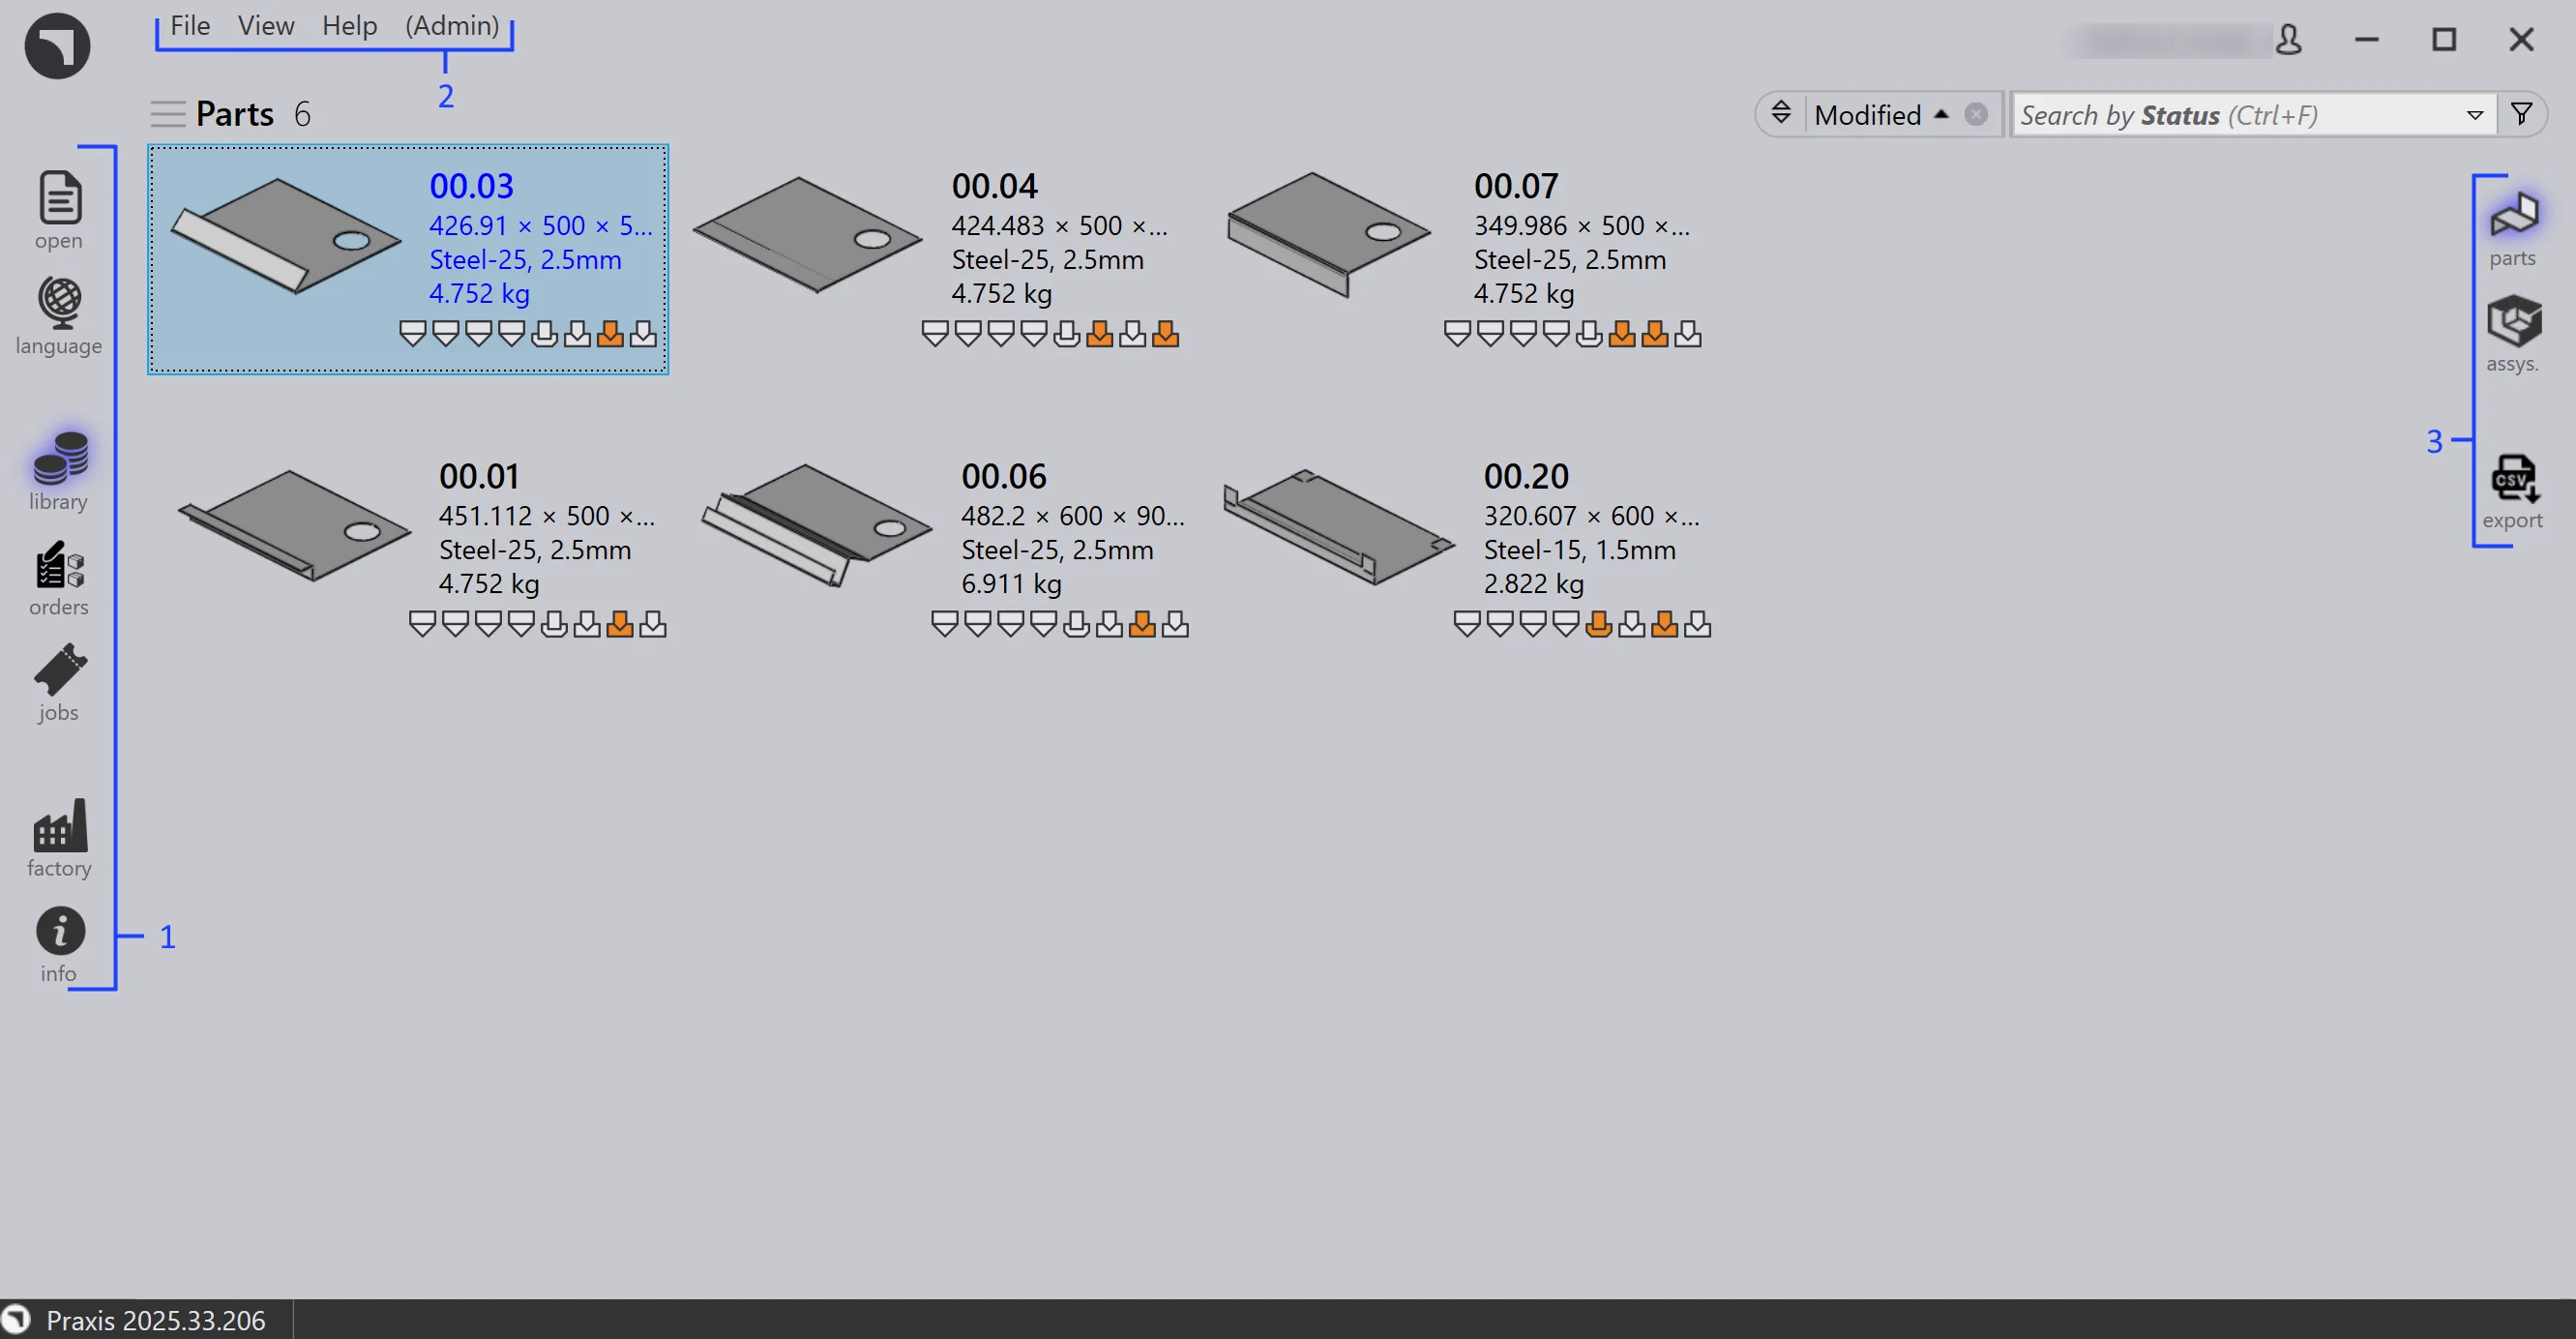 File View Help (Admin)
2
Parts 6
Modified
Search by Status (Ctrl+F)
open
language
library
orders
jobs
factory
info
1
00.03
426.91 × 500 × 5...
Steel-25, 2.5mm
4.752 kg
00.04
424.483 × 500 ×...
Steel-25, 2.5mm
4.752 kg
00.07
349.986 × 500 ×...
Steel-25, 2.5mm
4.752 kg
00.01
451.112 × 500 ×...
Steel-25, 2.5mm
4.752 kg
00.06
482.2 × 600 × 90...
Steel-25, 2.5mm
6.911 kg
00.20
320.607 × 600 ×...
Steel-15, 1.5mm
2.822 kg
parts
assys.
3
CSV
export
Praxis 2025.33.206